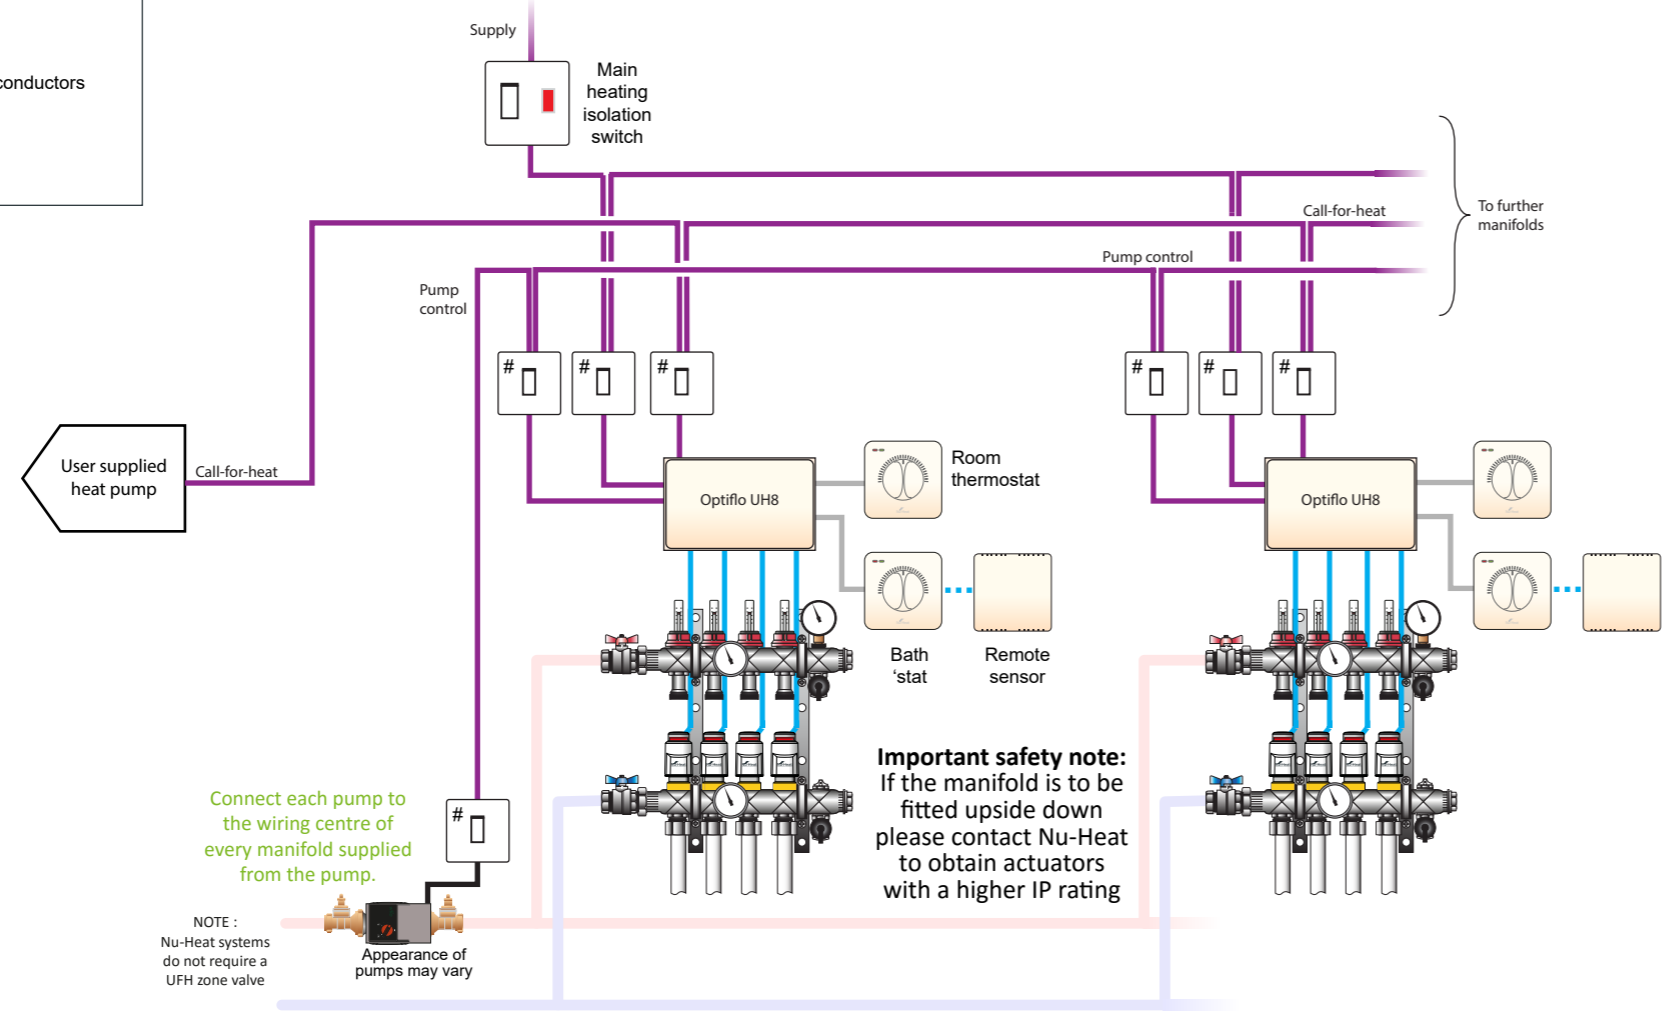 conductors
Supply
Main
heating
isolation
switch
Call-for-heat
To further
manifolds
Pump control
Pump
control
#
#
#
#
#
#
User supplied
heat pump
Call-for-heat
Optiflo UH8
Room
thermostat
Optiflo UH8
Bath
‘stat
Remote
sensor
Important safety note:
If the manifold is to be
fitted upside down
please contact Nu-Heat
to obtain actuators
with a higher IP rating
Connect each pump to
the wiring centre of
every manifold supplied
from the pump.
#
NOTE :
Nu-Heat systems
do not require a
UFH zone valve
Appearance of
pumps may vary